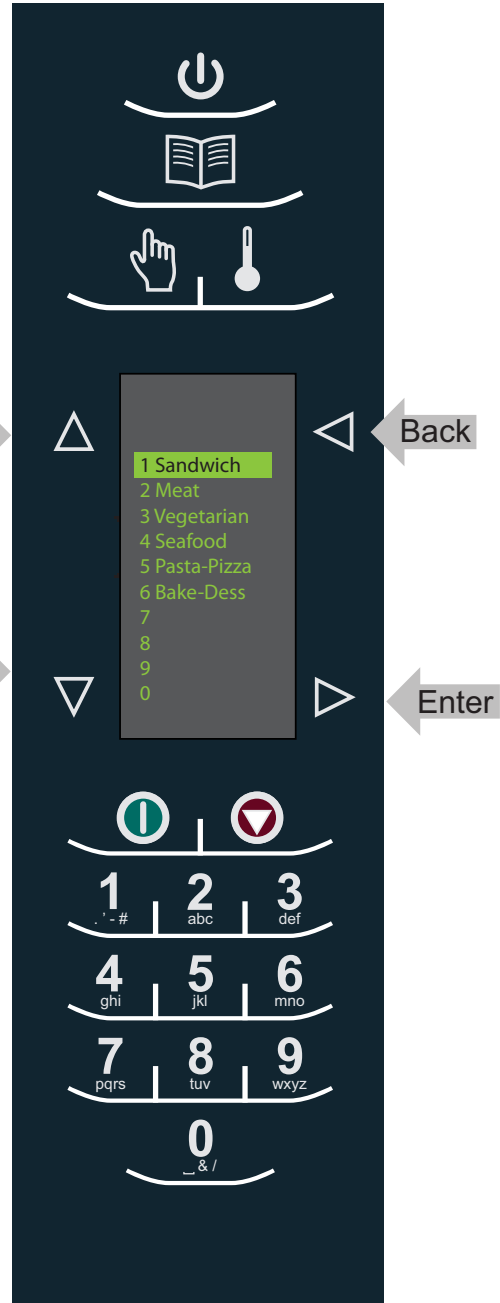 Back
1 Sandwich
2 Meat
3 Vegetarian
4 Seafood
5 Pasta-Pizza
6 Bake-Dess
7
8
9
0
Enter
1 2 3
. ' - # abc def
4 5 6
ghi jkl mno
7 8 9
pqrs tuv wxyz
0
⎵ & /